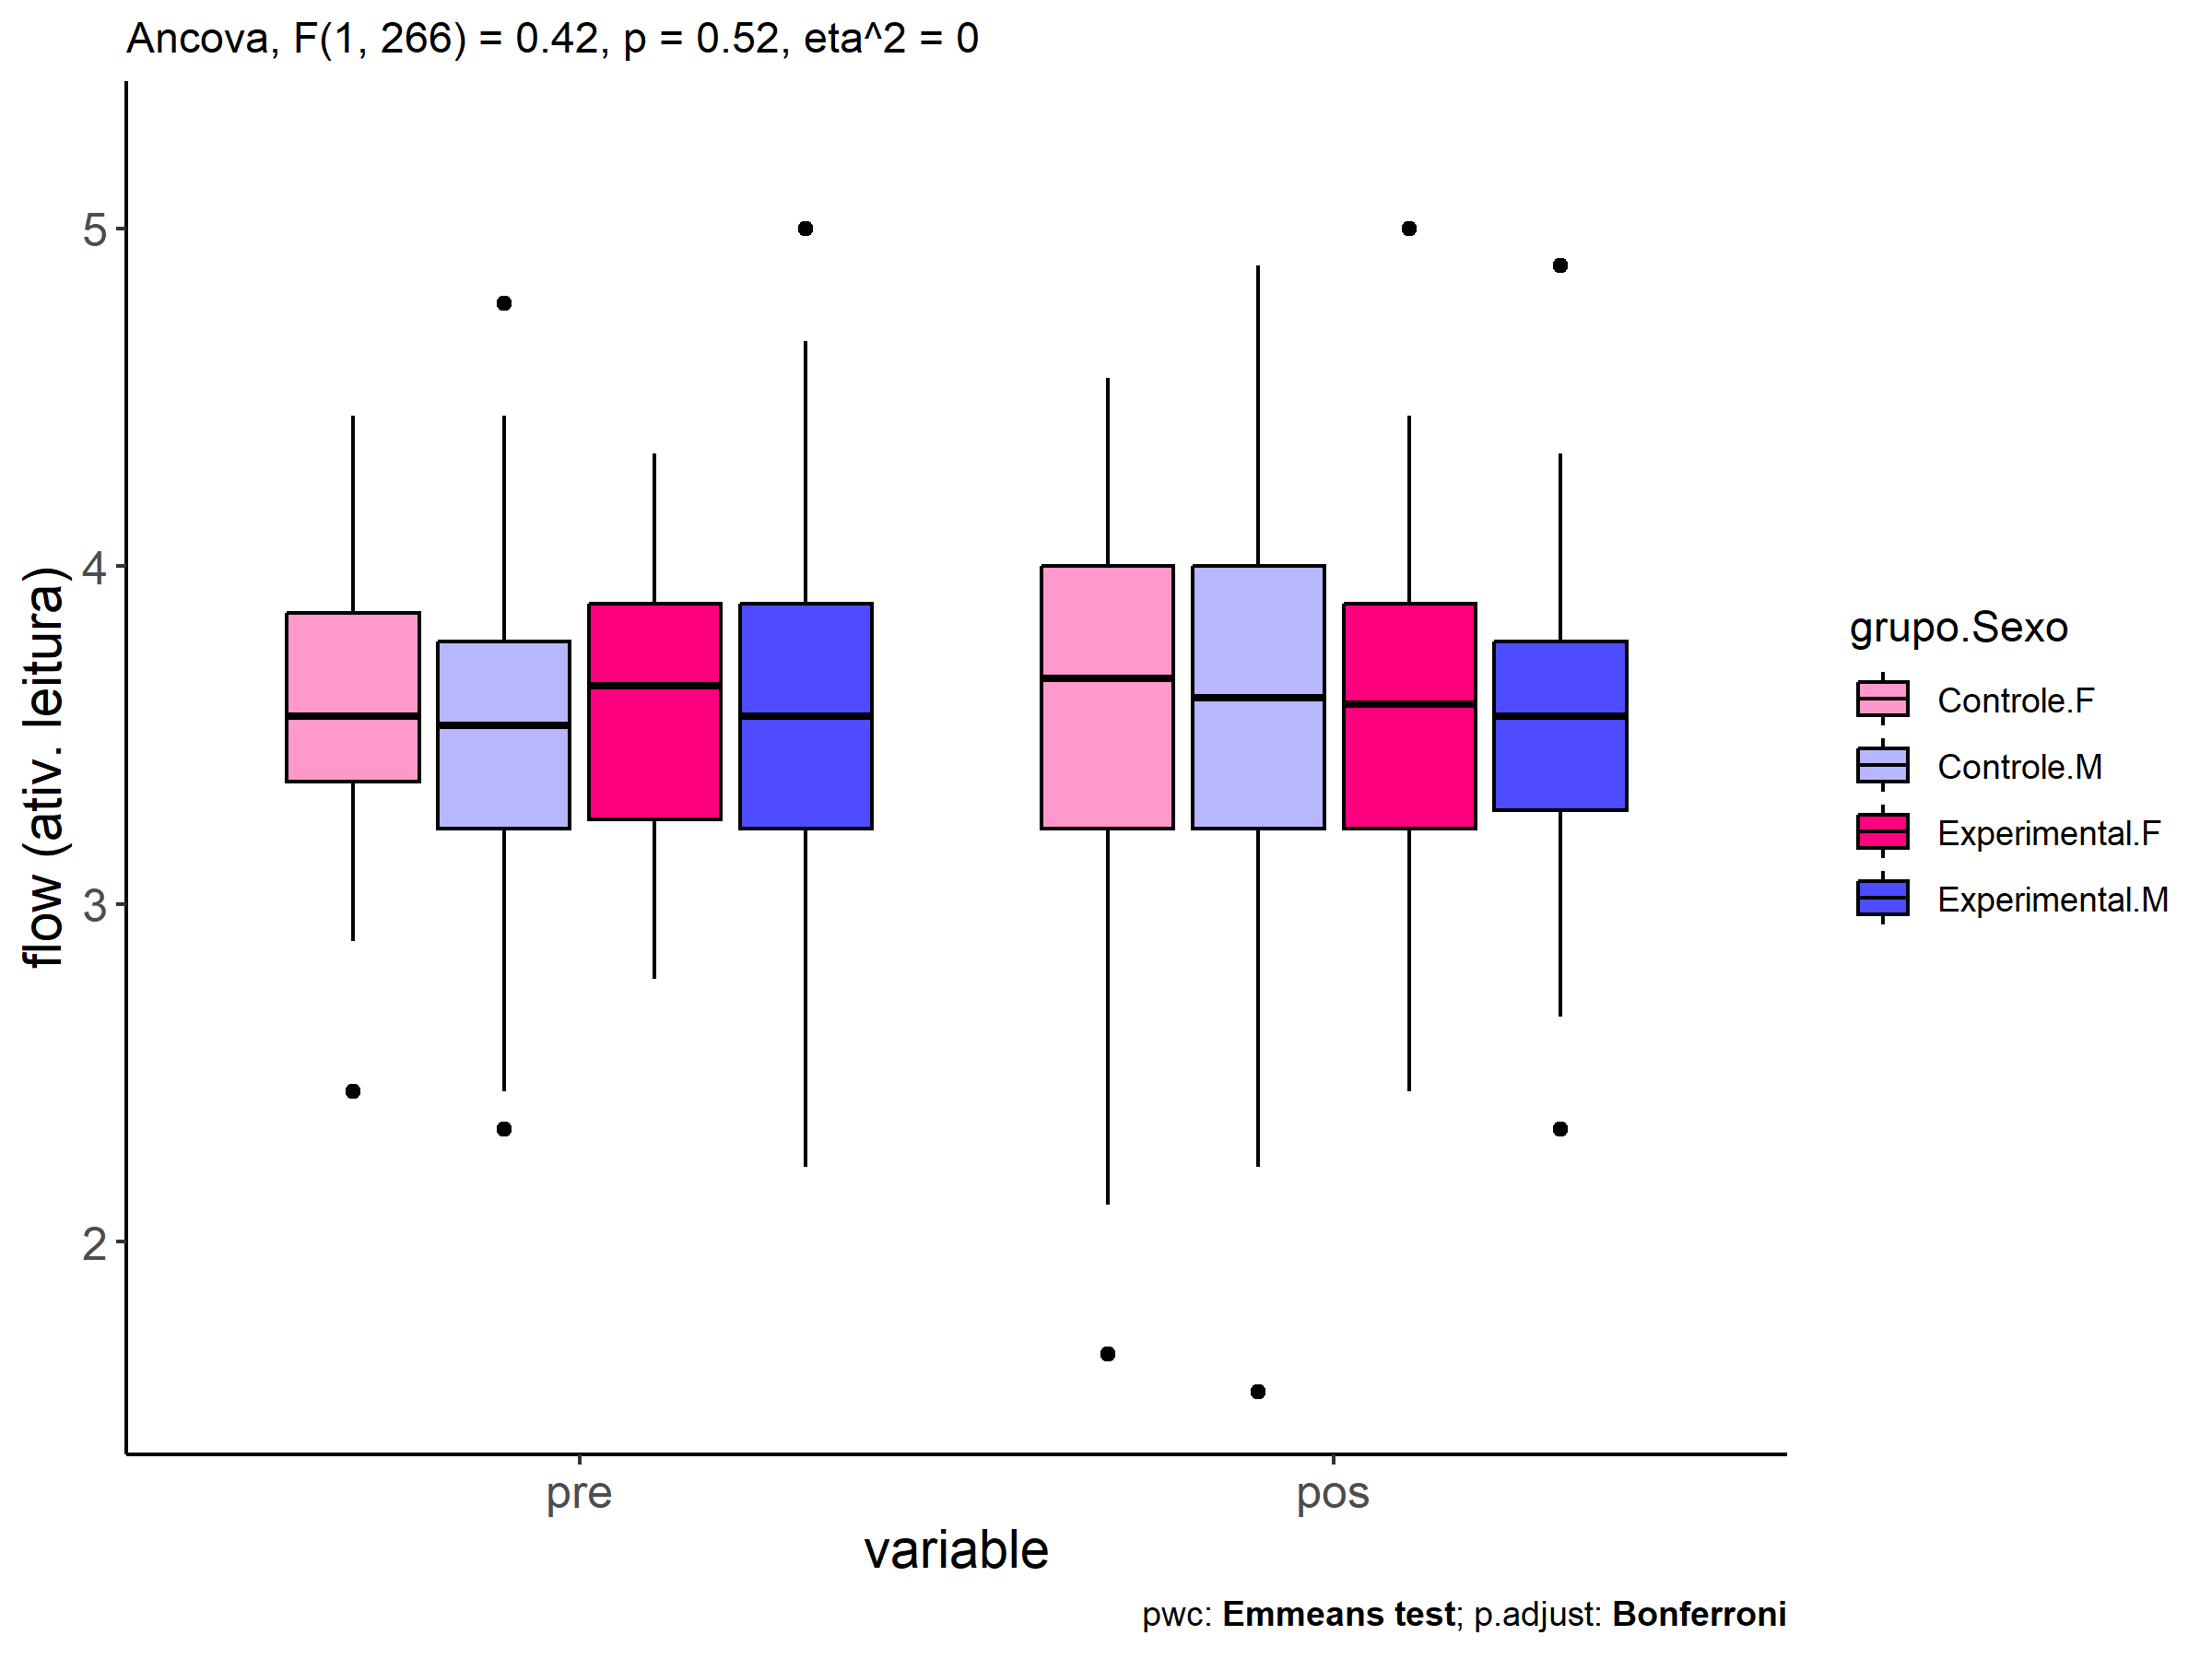 Ancova, F(1, 266) = 0.42, p = 0.52, eta^2 = 0
flow (ativ. leitura)
5
4
3
2
pre
pos
variable
grupo.Sexo
Controle.F
Controle.M
Experimental.F
Experimental.M
pwc: Emmeans test; p.adjust: Bonferroni